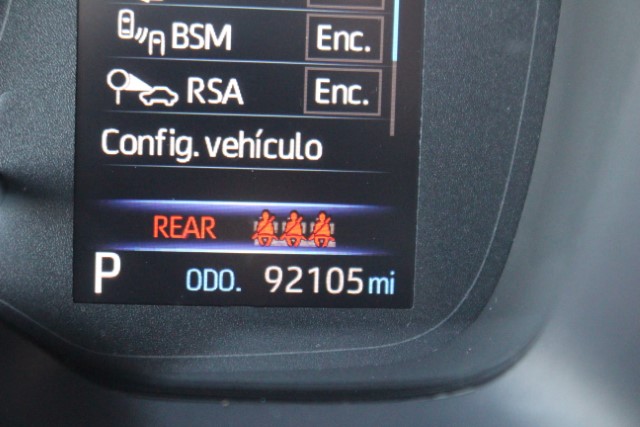 BSM Enc.
RSA Enc.
Config. vehículo
REAR
P ODO. 92105 mi